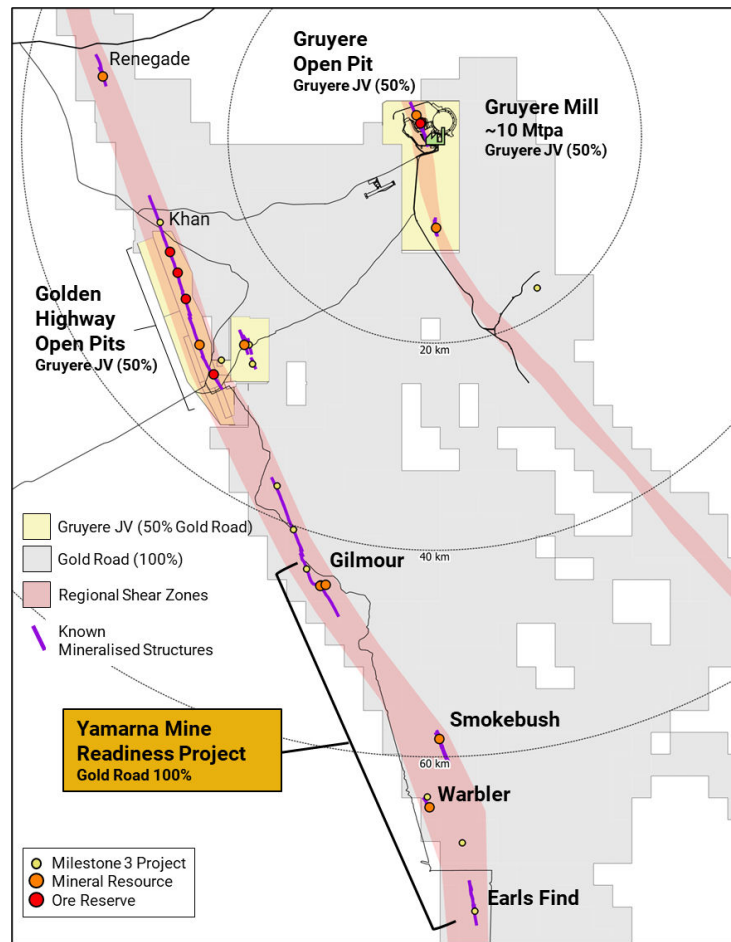 Renegade
Gruyere
Open Pit
Gruyere JV (50%)
Gruyere Mill
~10 Mtpa
Gruyere JV (50%)
Khan
Golden
Highway
Open Pits
Gruyere JV (50%)
20 km
Gruyere JV (50% Gold Road)
Gold Road (100%)
Regional Shear Zones
Known
Mineralised Structures
Gilmour
40 km
Yamarna Mine
Readiness Project
Gold Road 100%
Smokebush
60 km
Warbler
Milestone 3 Project
Mineral Resource
Ore Reserve
Earls Find